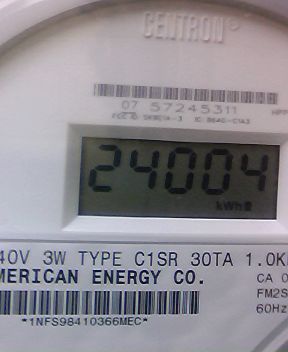 CENTRON®
07 57245311
24004
kWh
40V 3W TYPE C1SR 30TA 1.0K
MERICAN ENERGY CO.
CA 0
FM2S
60Hz
*1NFS98410366MEC*